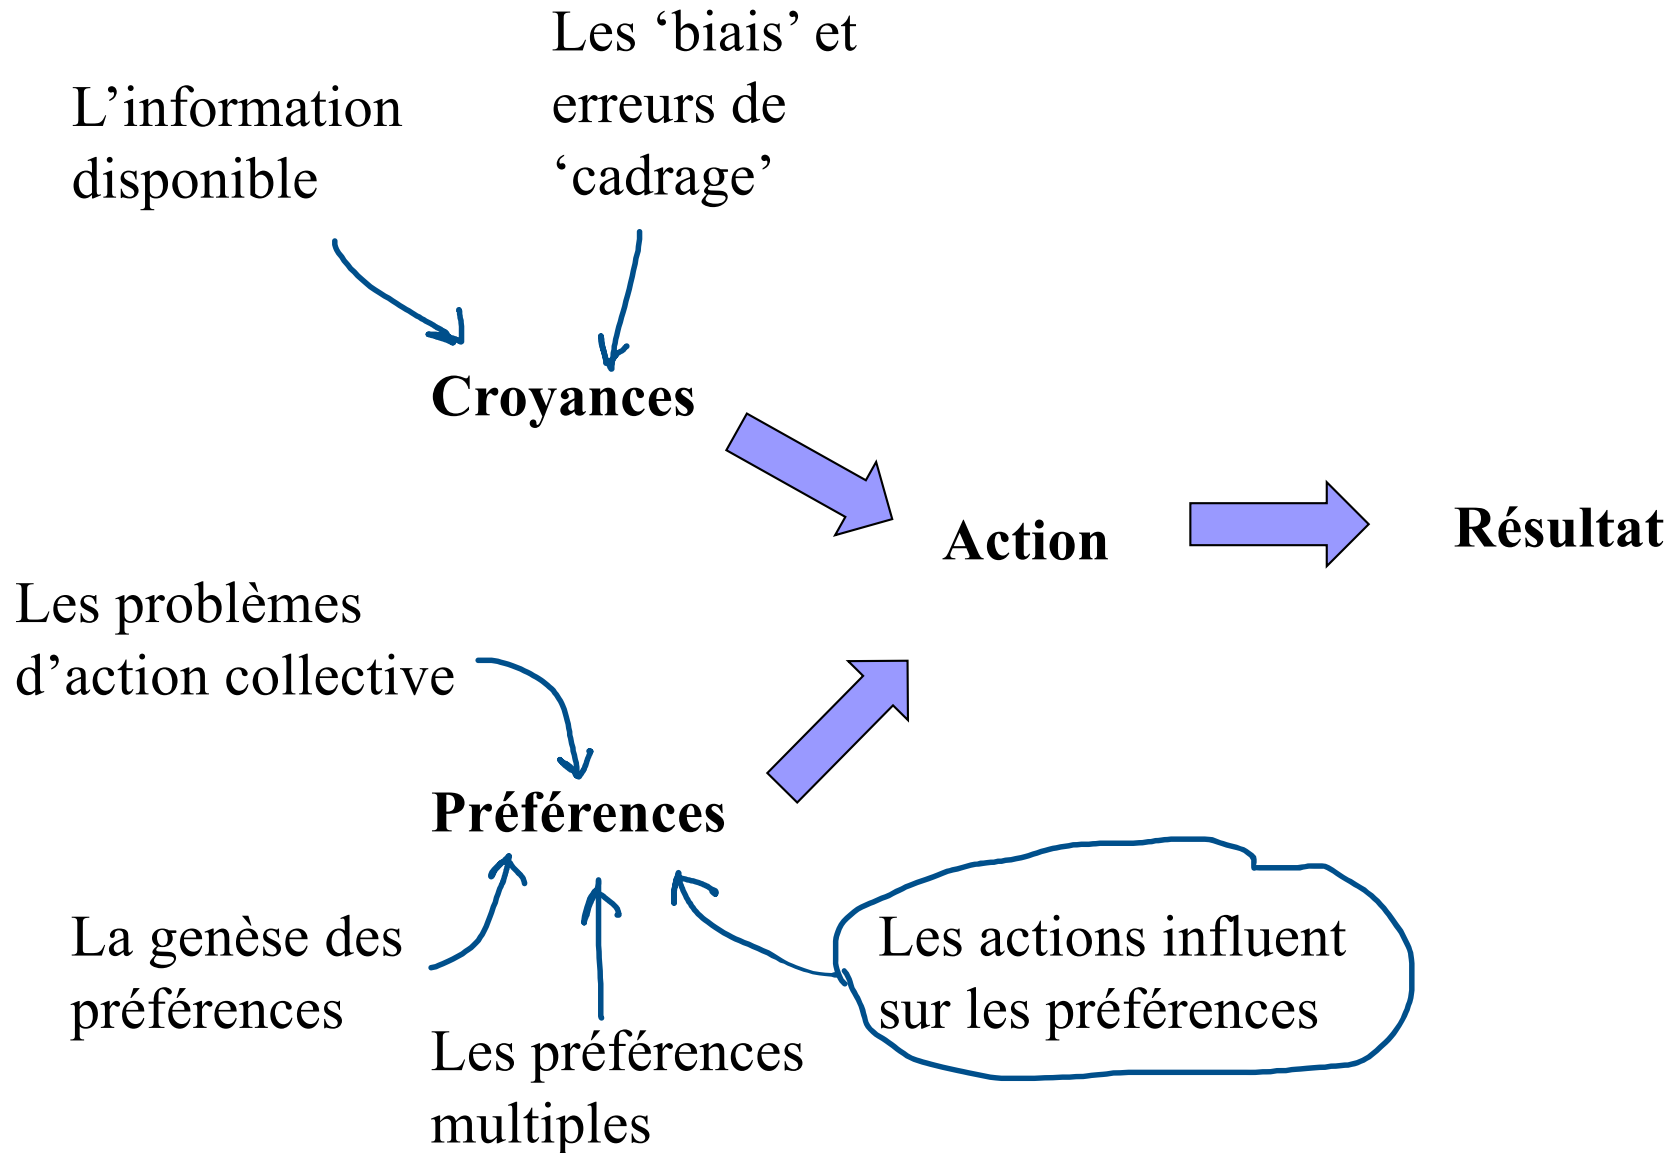 Les ‘biais’ et
erreurs de
‘cadrage’
L’information
disponible
Croyances
Action
Résultat
Les problèmes
d’action collective
Préférences
La genèse des
préférences
Les préférences
multiples
Les actions influent
sur les préférences